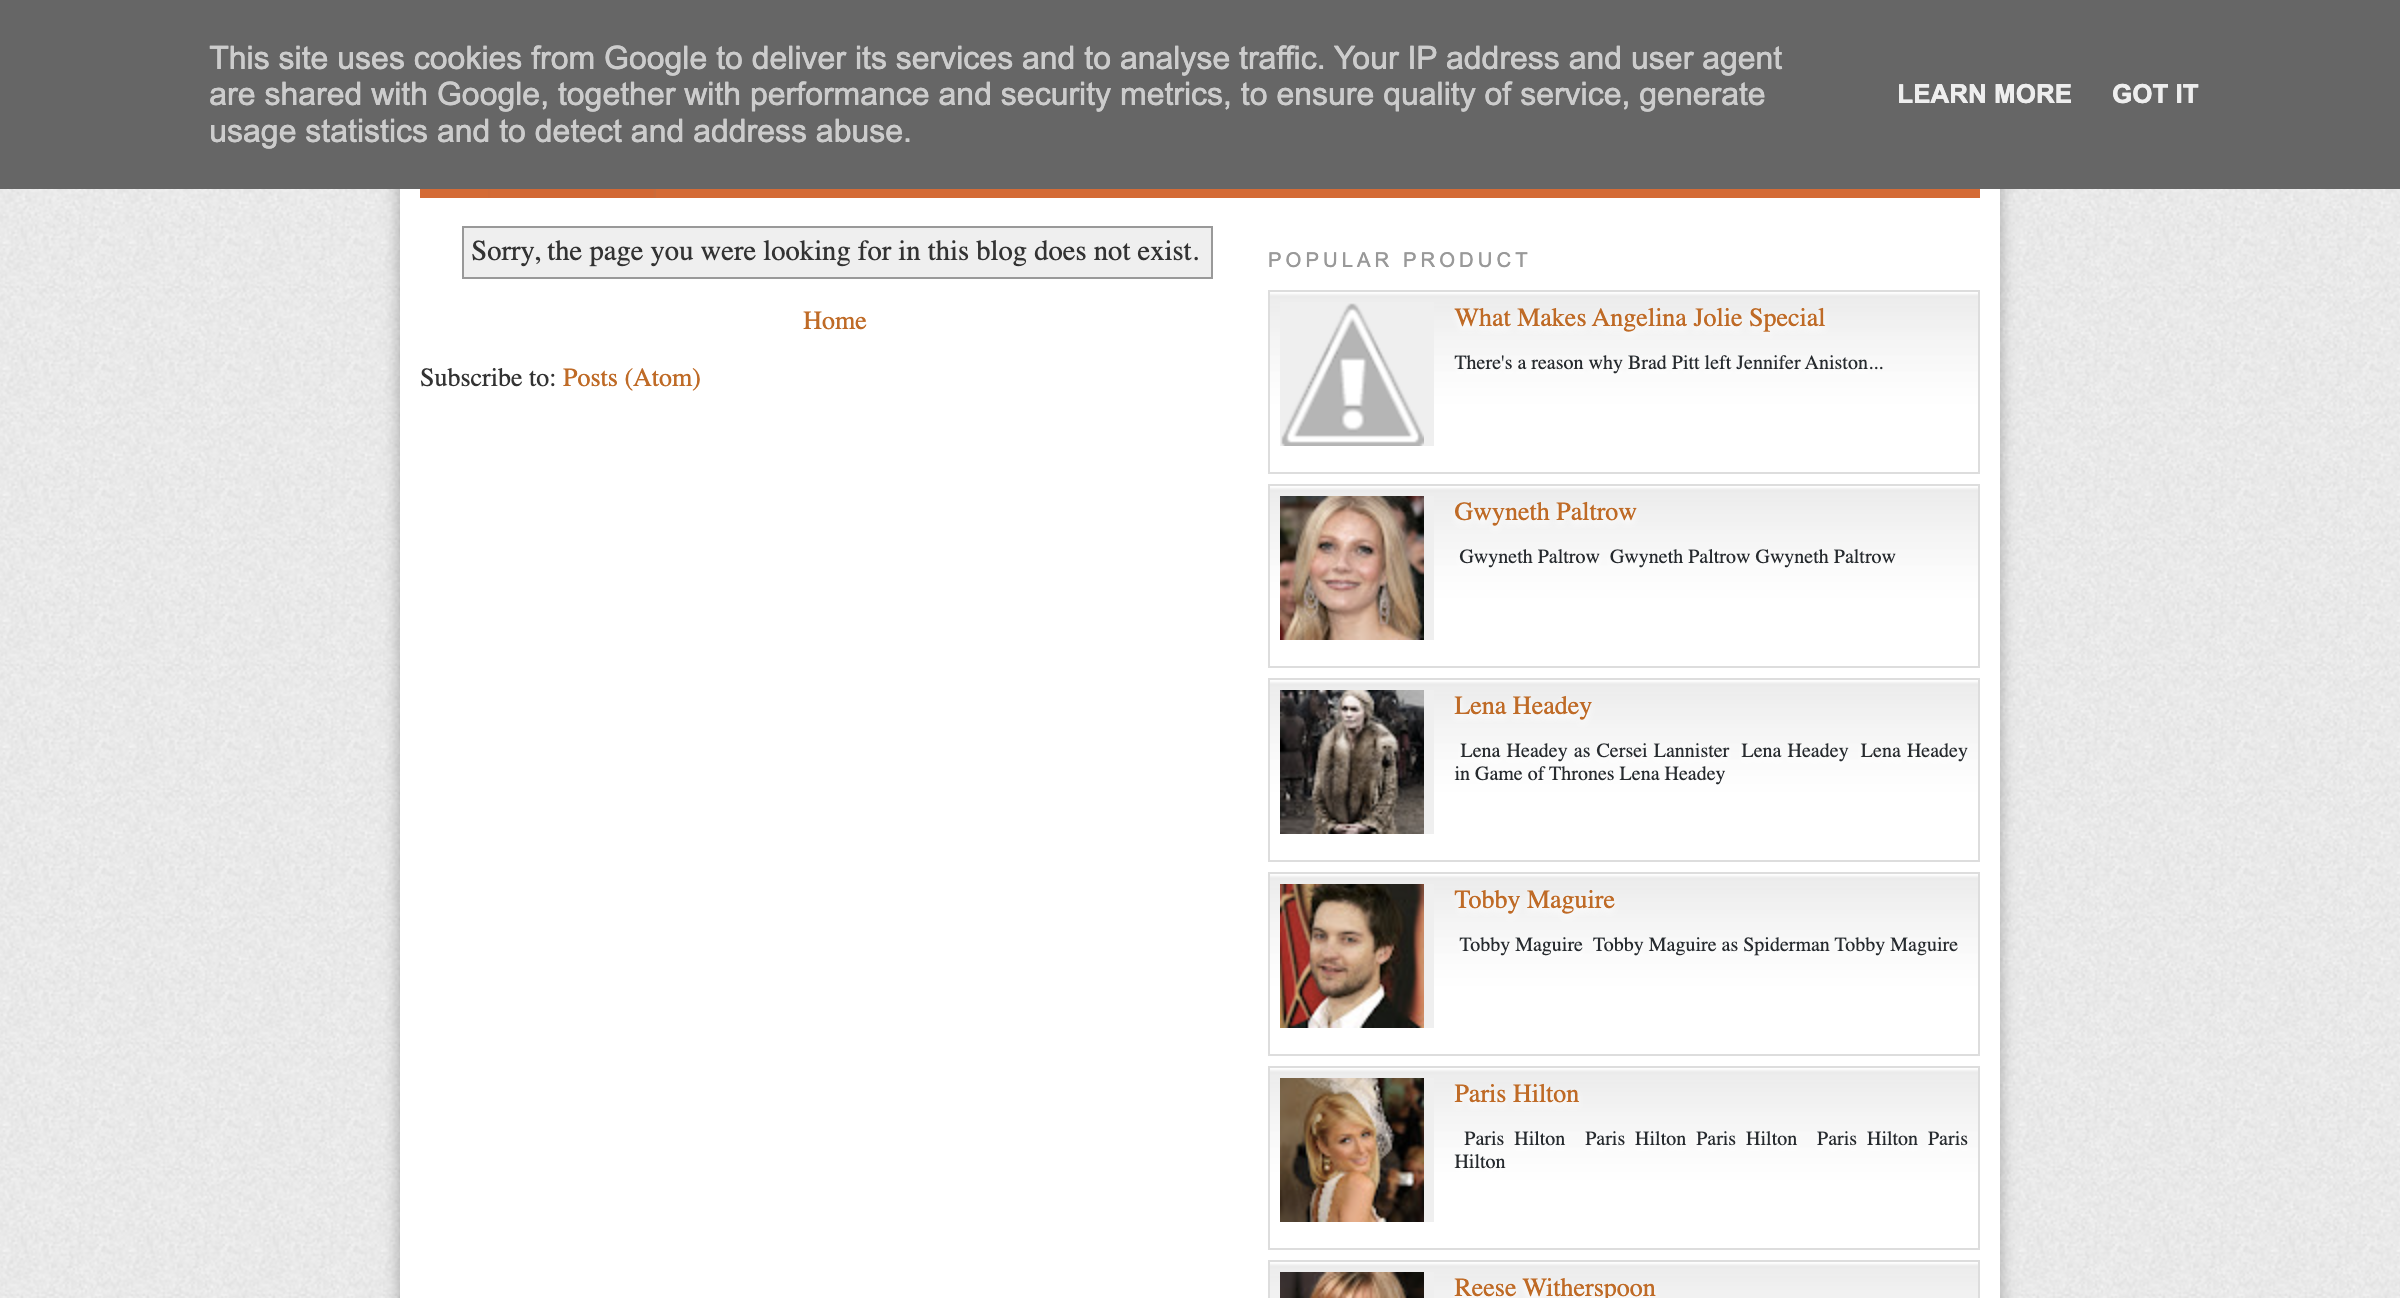 This site uses cookies from Google to deliver its services and to analyse traffic. Your IP address and user agent
are shared with Google, together with performance and security metrics, to ensure quality of service, generate
usage statistics and to detect and address abuse.
LEARN MORE GOT IT
Sorry, the page you were looking for in this blog does not exist.
Home
Subscribe to: Posts (Atom)
POPULAR PRODUCT
What Makes Angelina Jolie Special
There's a reason why Brad Pitt left Jennifer Aniston...
Gwyneth Paltrow
Gwyneth Paltrow Gwyneth Paltrow Gwyneth Paltrow
Lena Headey
Lena Headey as Cersei Lannister Lena Headey Lena Headey
in Game of Thrones Lena Headey
Tobby Maguire
Tobby Maguire Tobby Maguire as Spiderman Tobby Maguire
Paris Hilton
Paris Hilton Paris Hilton Paris Hilton Paris Hilton Paris
Hilton
Reese Witherspoon